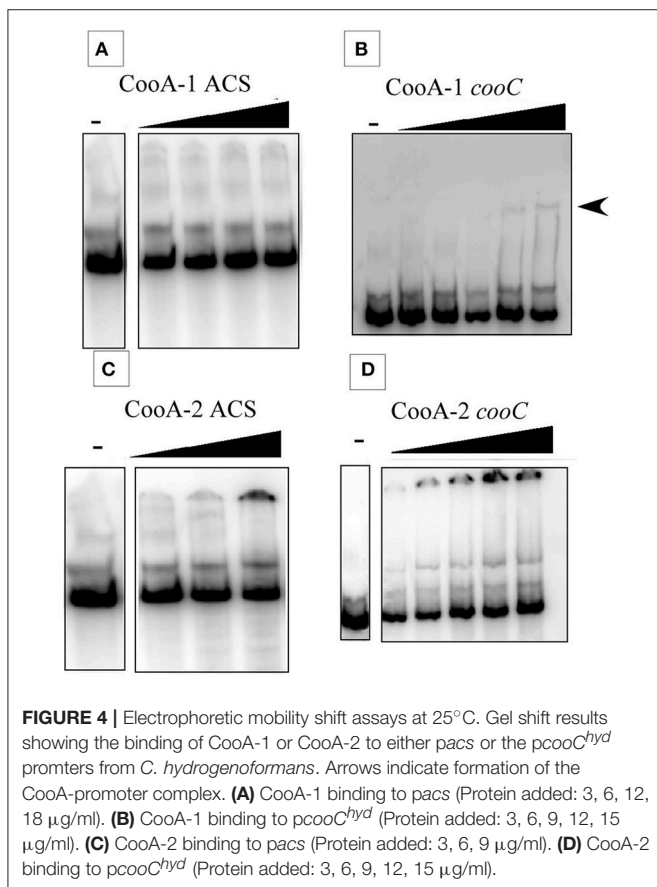 A
CooA-1 ACS
–
B
CooA-1 cooC
–
C
CooA-2 ACS
–
D
CooA-2 cooC
–
FIGURE 4 | Electrophoretic mobility shift assays at 25°C. Gel shift results
showing the binding of CooA-1 or CooA-2 to either pacs or the pcooC^hyd
promters from C. hydrogenoformans. Arrows indicate formation of the
CooA-promoter complex. (A) CooA-1 binding to pacs (Protein added: 3, 6, 12,
18 μg/ml). (B) CooA-1 binding to pcooC^hyd (Protein added: 3, 6, 9, 12, 15
μg/ml). (C) CooA-2 binding to pacs (Protein added: 3, 6, 9 μg/ml). (D) CooA-2
binding to pcooC^hyd (Protein added: 3, 6, 9, 12, 15 μg/ml).